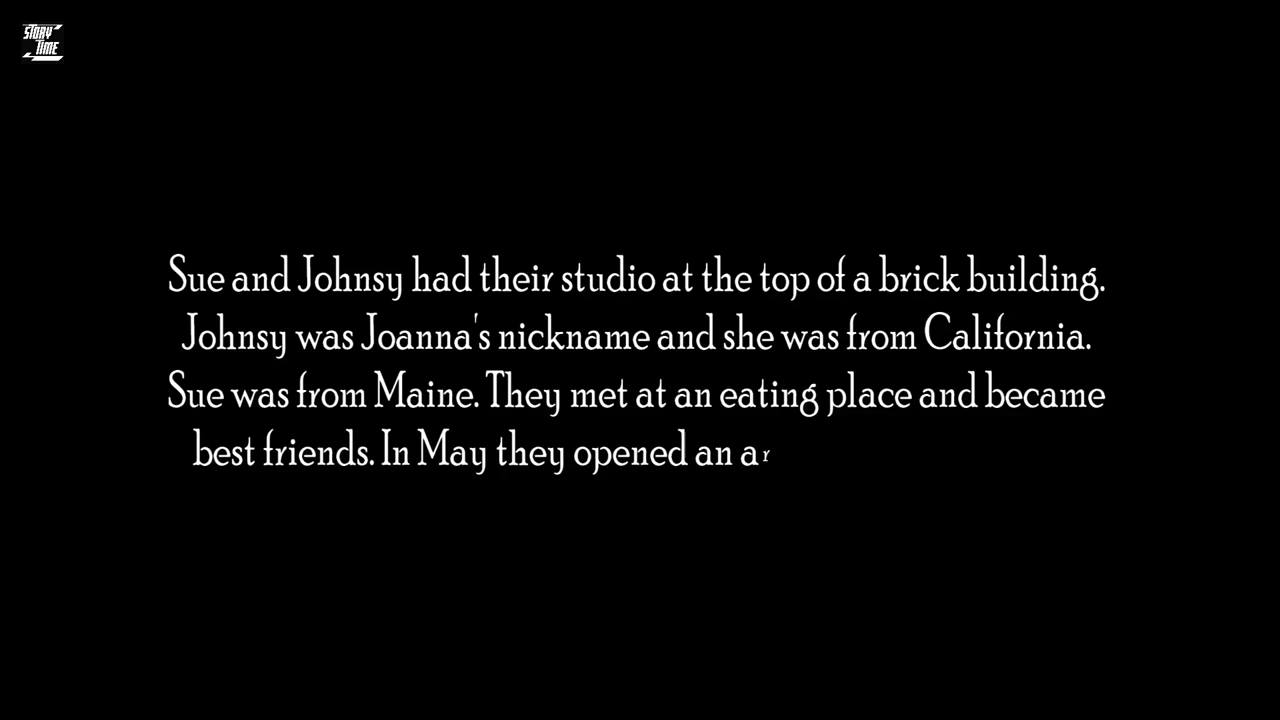 STORY
TIME
Sue and Johnsy had their studio at the top of a brick building.
Johnsy was Joanna's nickname and she was from California.
Sue was from Maine. They met at an eating place and became
best friends. In May they opened an ar